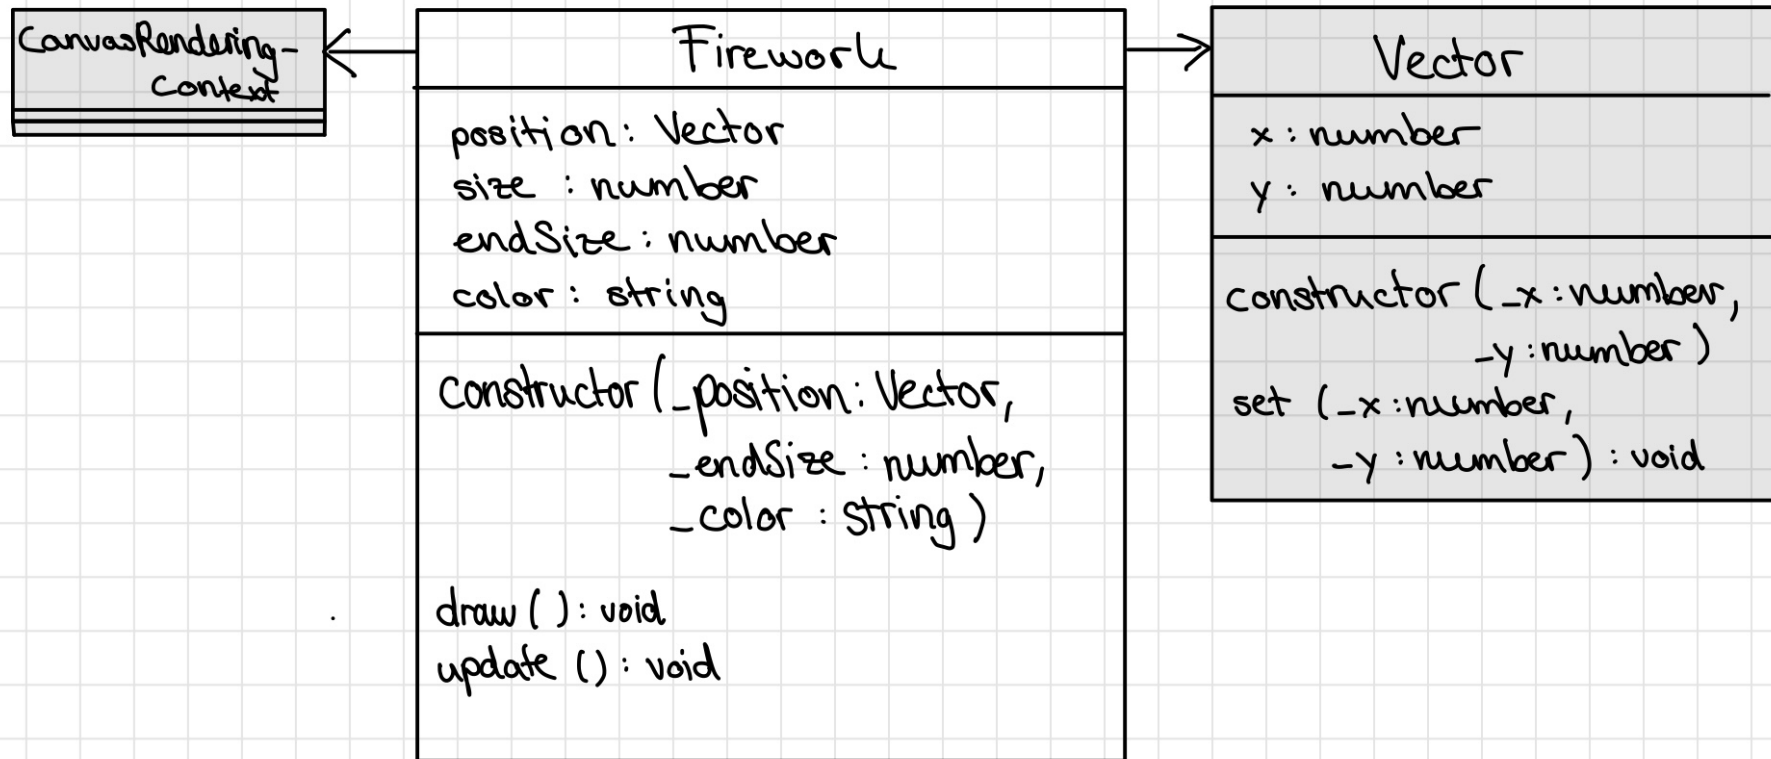 CanvasRendering-
Context
Firework
position: Vector
size : number
endSize: number
color: string
constructor (_position: Vector,
_endSize : number,
_color : string)
draw ( ): void
update (): void
Vector
x : number
y : number
constructor (_x:number,
_y:number)
set (_x:number,
_y:number) : void